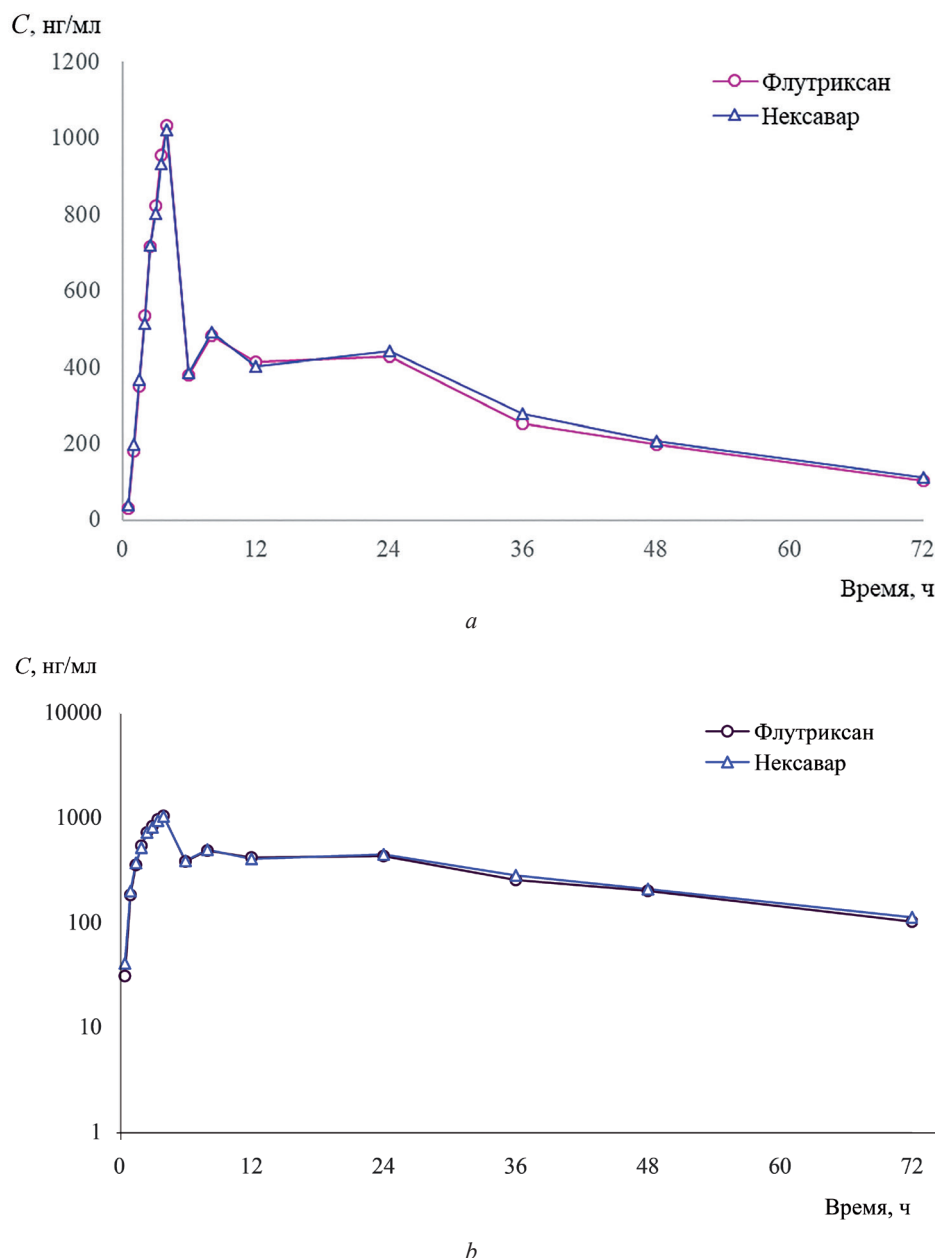 C, нг/мл
1200
1000
800
600
400
200
0
Флутриксан
Нексавар
0 12 24 36 48 60 72
Время, ч
a
C, нг/мл
10000
1000
100
10
1
Флутриксан
Нексавар
0 12 24 36 48 60 72
Время, ч
b